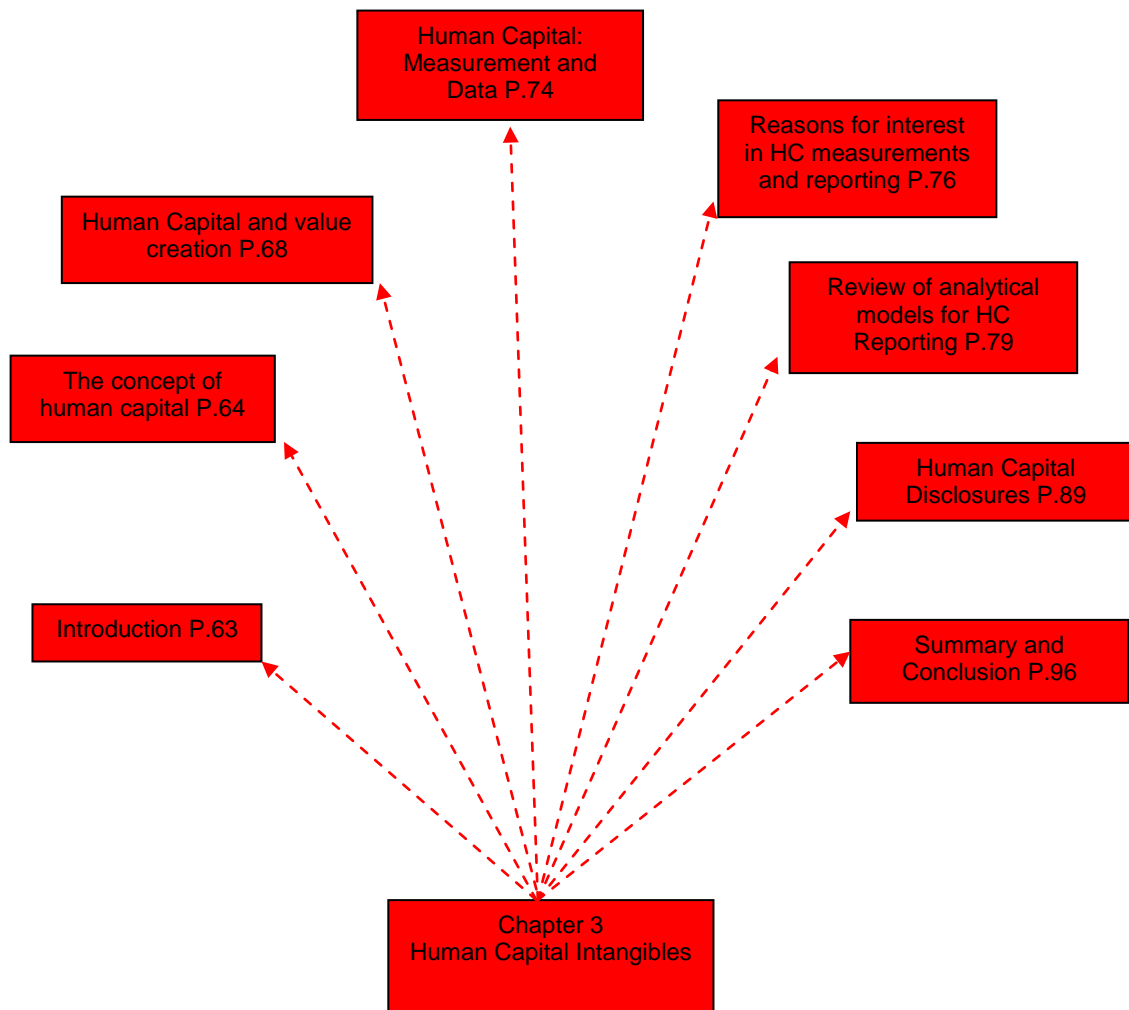 Human Capital:
Measurement and
Data P.74
Reasons for interest
in HC measurements
and reporting P.76
Human Capital and value
creation P.68
Review of analytical
models for HC
Reporting P.79
The concept of
human capital P.64
Human Capital
Disclosures P.89
Introduction P.63
Summary and
Conclusion P.96
Chapter 3
Human Capital Intangibles